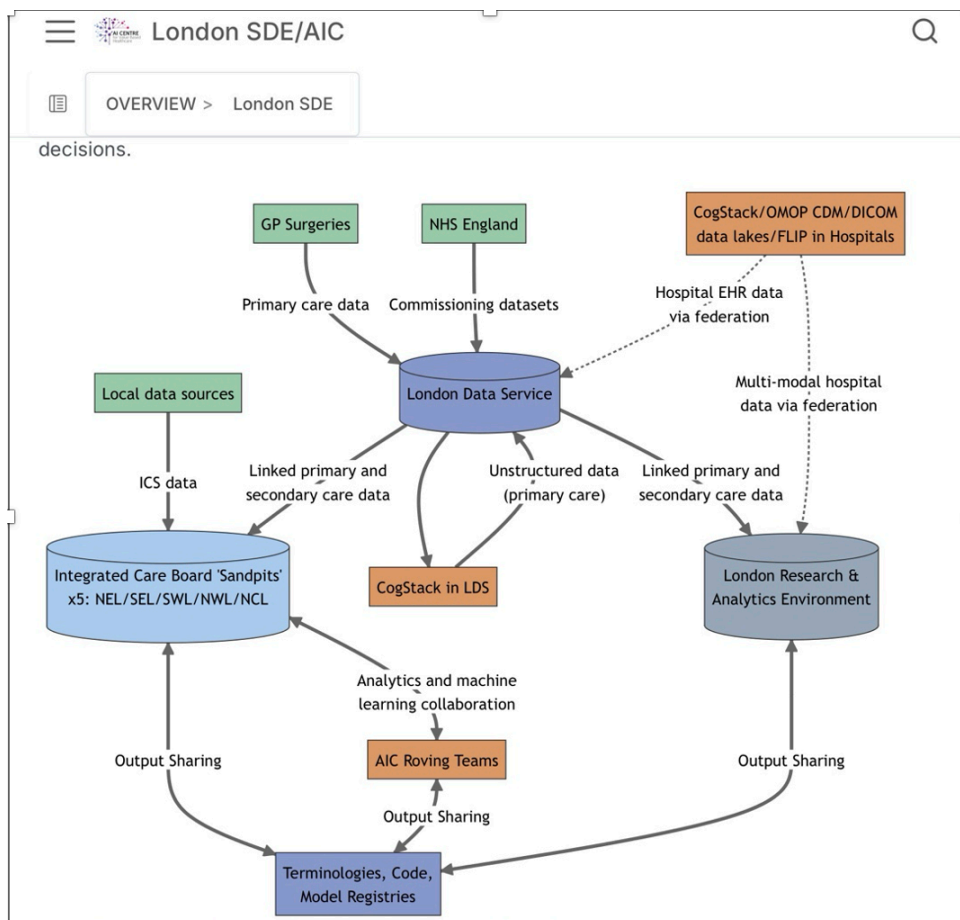 AI CENTRE
London SDE/AIC
OVERVIEW > London SDE
decisions.
GP Surgeries
NHS England
CogStack/OMOP CDM/DICOM
data lakes/FLIP in Hospitals
Primary care data
Commissioning datasets
Hospital EHR data
via federation
Local data sources
London Data Service
Multi-modal hospital
data via federation
ICS data
Linked primary and
secondary care data
Unstructured data
(primary care)
Linked primary and
secondary care data
Integrated Care Board 'Sandpits'
x5: NEL/SEL/SWL/NWL/NCL
CogStack in LDS
London Research &
Analytics Environment
Analytics and machine
learning collaboration
Output Sharing
AIC Roving Teams
Output Sharing
Output Sharing
Terminologies, Code,
Model Registries